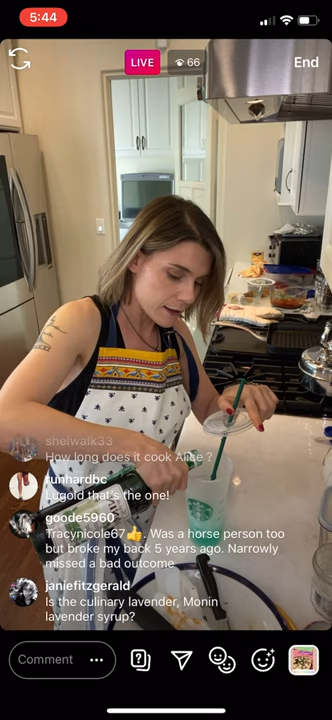 5:44
LIVE
66
End
shelwalk33
How long does it cook Alice ?
runhardbc
Lugold that's the one!
goode5960
Tracynicole67👍. Was a horse person too
but broke my back 5 years ago. Narrowly
missed a bad outcome
janiefitzgerald
Is the culinary lavender, Monin
lavender syrup?
Comment